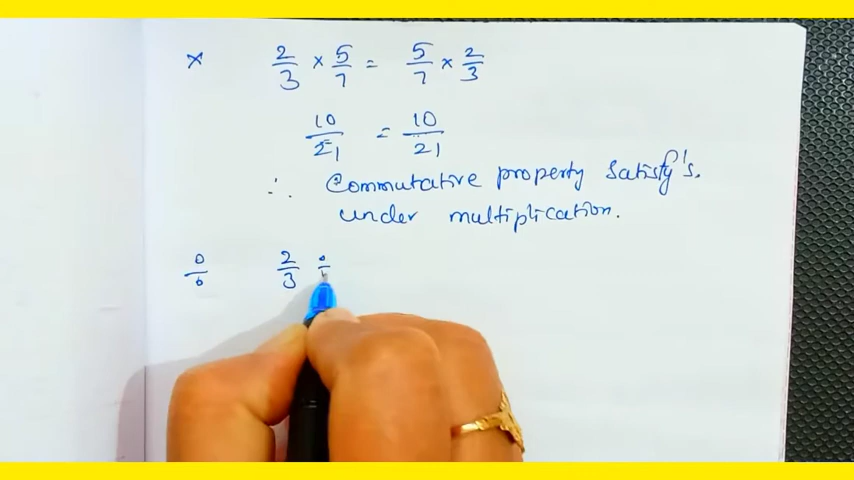 × 2/3 × 5/7 = 5/7 × 2/3
10/21 = 10/21
∴ Commutative property Satisfy's.
under multiplication.
÷ 2/3 ÷